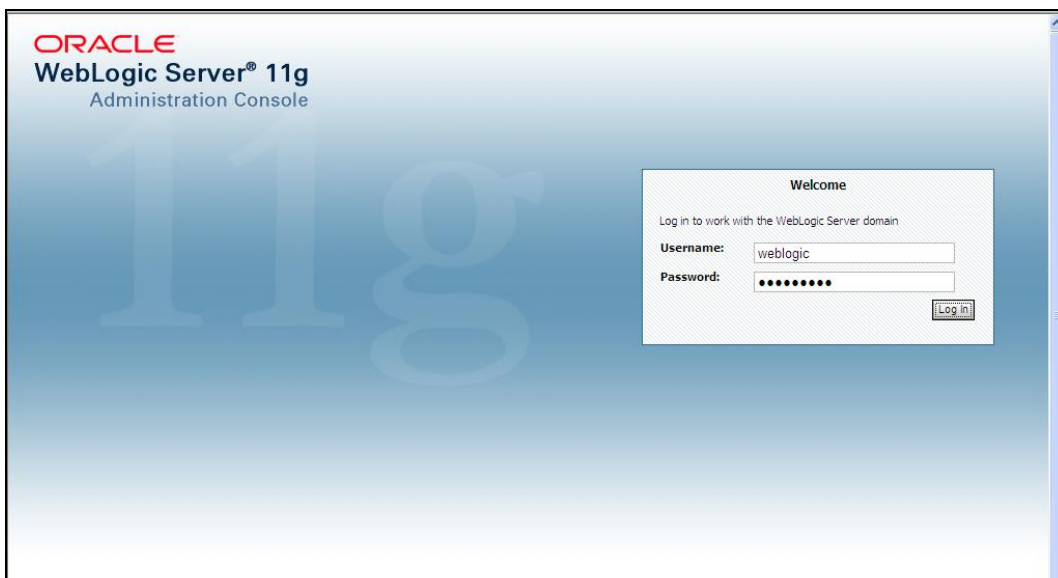 ORACLE
WebLogic Server® 11g
Administration Console
11g
Welcome
Log in to work with the WebLogic Server domain
Username:
weblogic
Password:
●●●●●●●●●
Log In